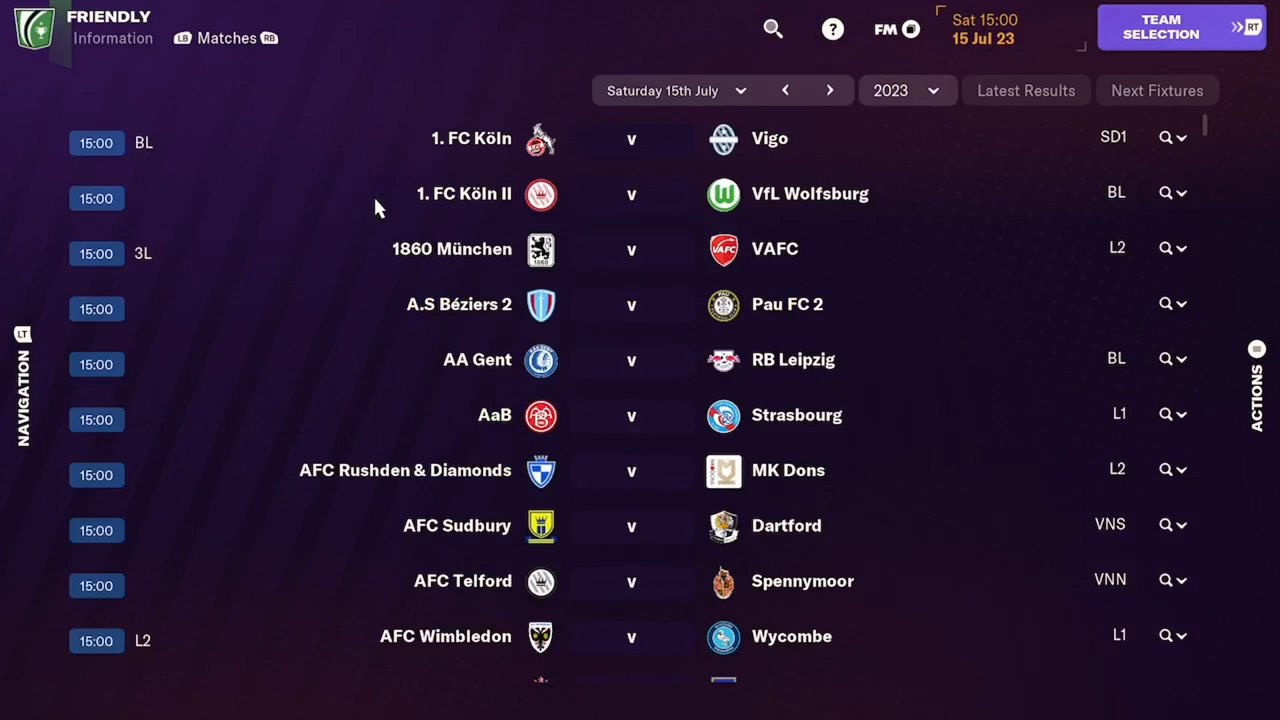 FRIENDLY
Information
LB Matches RB
?
FM
Sat 15:00
15 Jul 23
TEAM
SELECTION
RT
Saturday 15th July
2023
Latest Results
Next Fixtures
15:00 BL 1. FC Köln v Vigo SD1
15:00 1. FC Köln II v VfL Wolfsburg BL
15:00 3L 1860 München v VAFC L2
15:00 A.S Béziers 2 v Pau FC 2
15:00 AA Gent v RB Leipzig BL
15:00 AaB v Strasbourg L1
15:00 AFC Rushden & Diamonds v MK Dons L2
15:00 AFC Sudbury v Dartford VNS
15:00 AFC Telford v Spennymoor VNN
15:00 L2 AFC Wimbledon v Wycombe L1
LT
NAVIGATION
ACTIONS